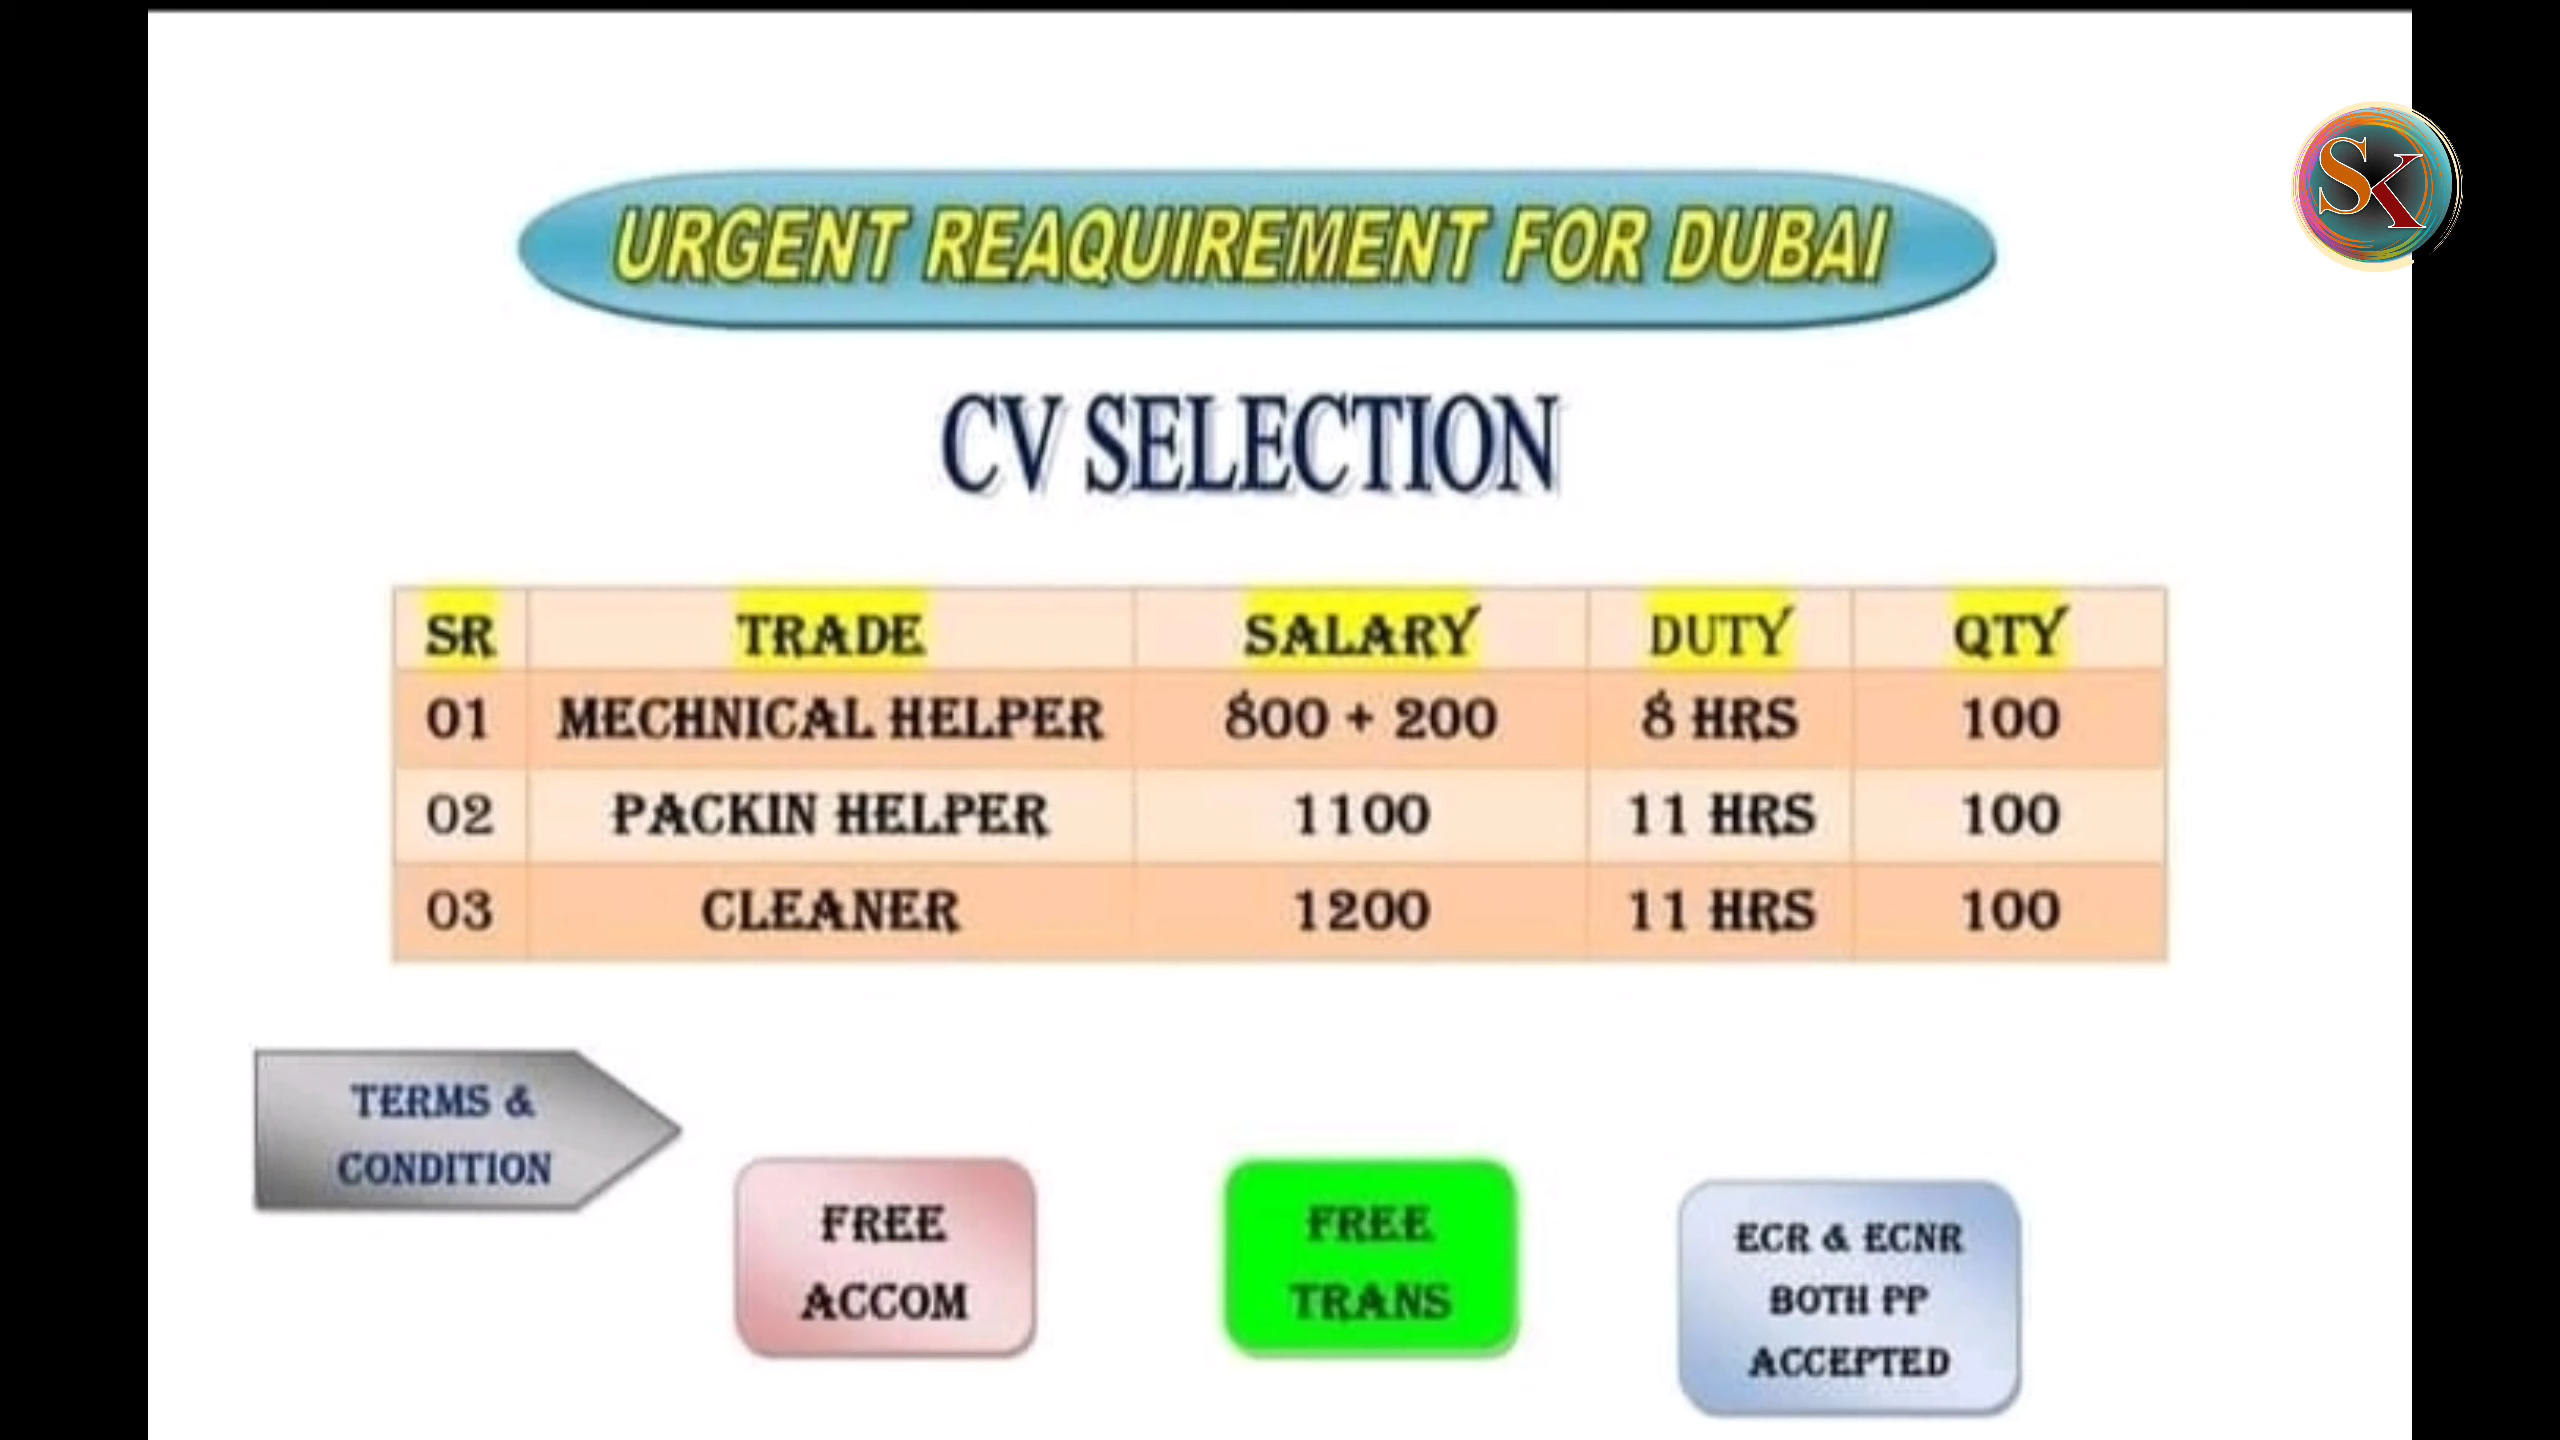 SK
URGENT REAQUIREMENT FOR DUBAI
CV SELECTION
SR TRADE SALARY DUTY QTY
01 MECHNICAL HELPER 800 + 200 8 HRS 100
02 PACKIN HELPER 1100 11 HRS 100
03 CLEANER 1200 11 HRS 100
TERMS &
CONDITION
FREE
ACCOM
FREE
TRANS
ECR & ECNR
BOTH PP
ACCEPTED